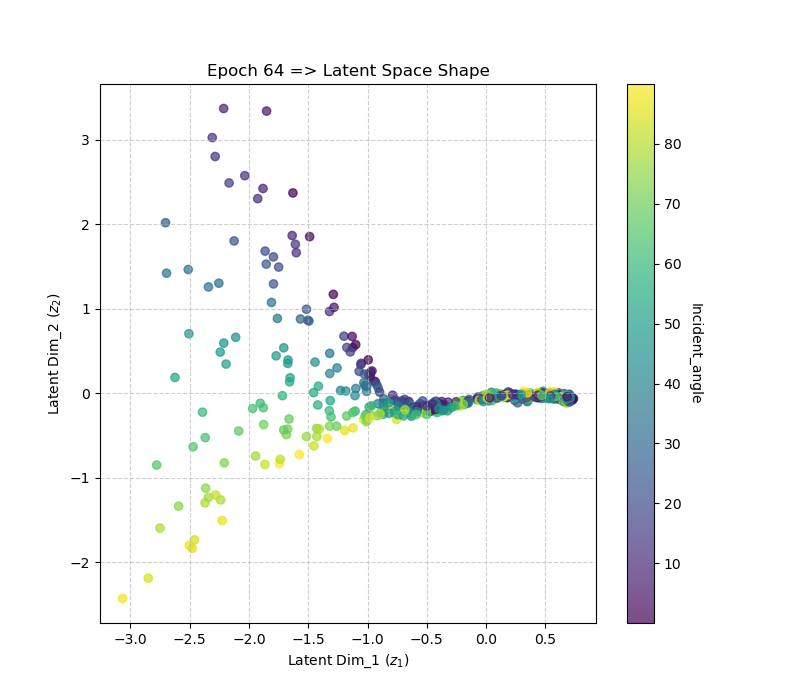 Epoch 64 => Latent Space Shape
Latent Dim_2 (z₂)
3
2
1
0
−1
−2
−3.0 −2.5 −2.0 −1.5 −1.0 −0.5 0.0 0.5
Latent Dim_1 (z₁)
80
70
60
50
40
30
20
10
Incident_angle